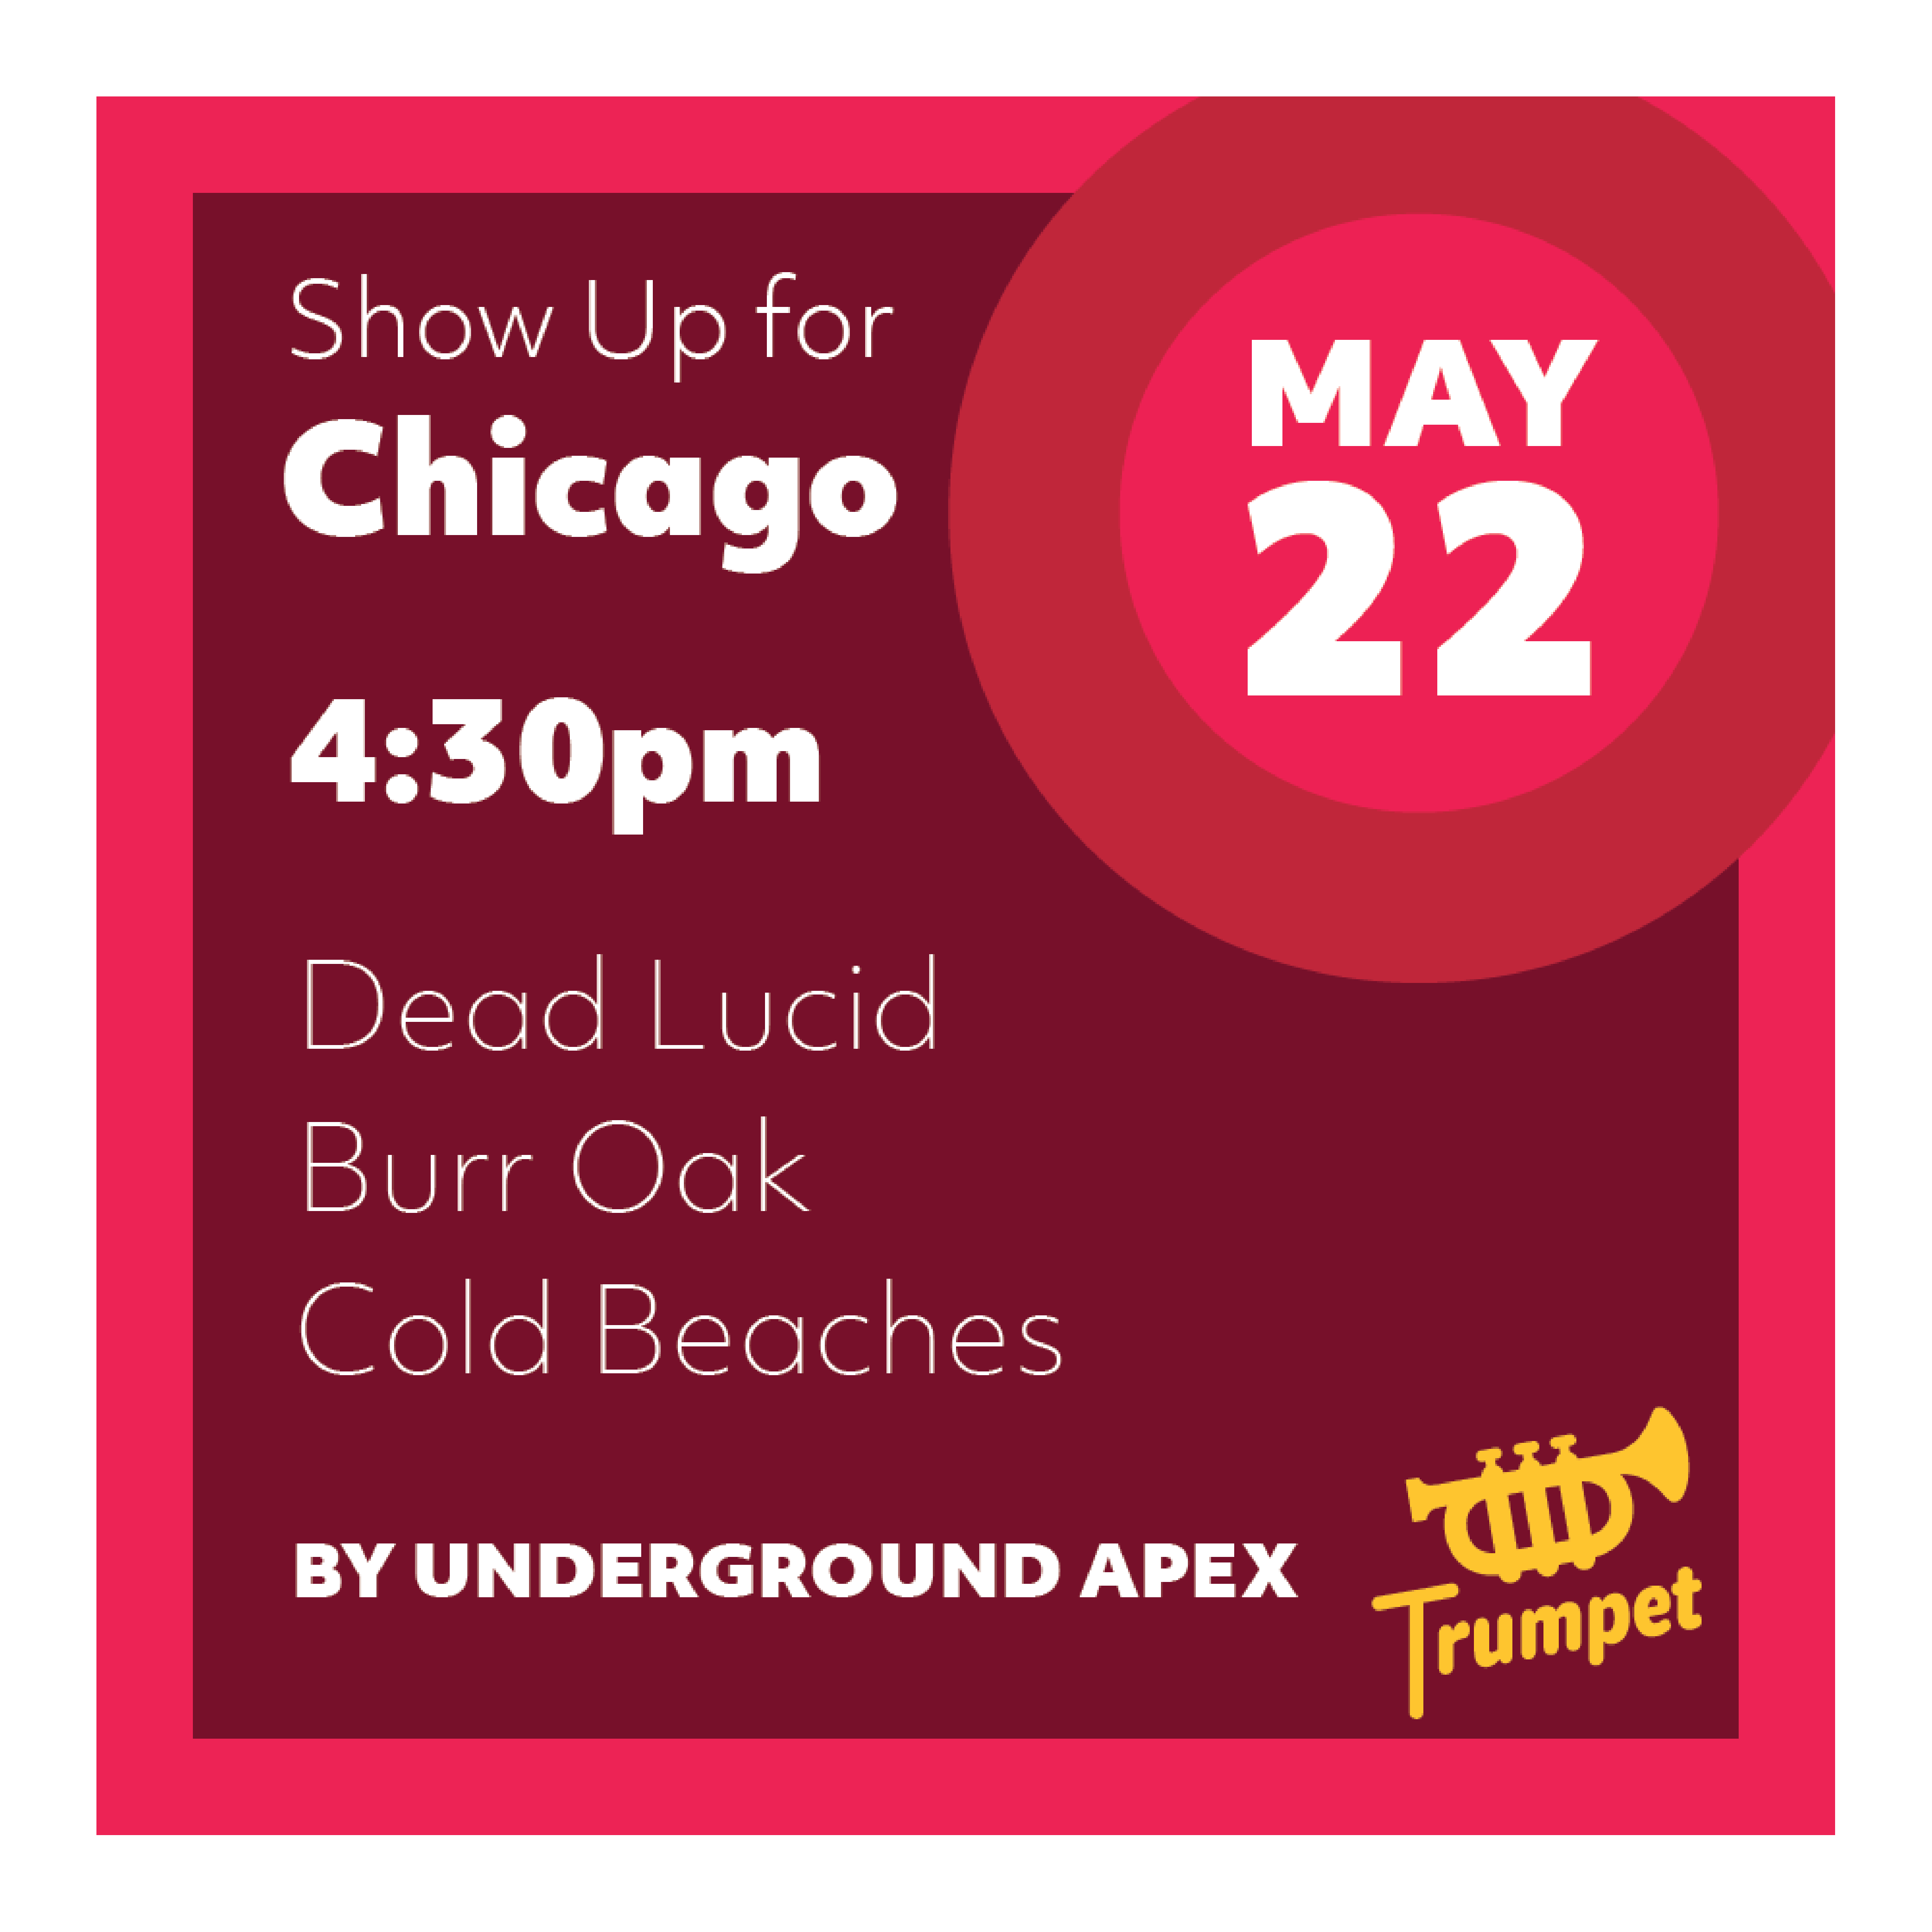 Show Up for
Chicago
MAY
22
4:30pm
Dead Lucid
Burr Oak
Cold Beaches
BY UNDERGROUND APEX
Trumpet